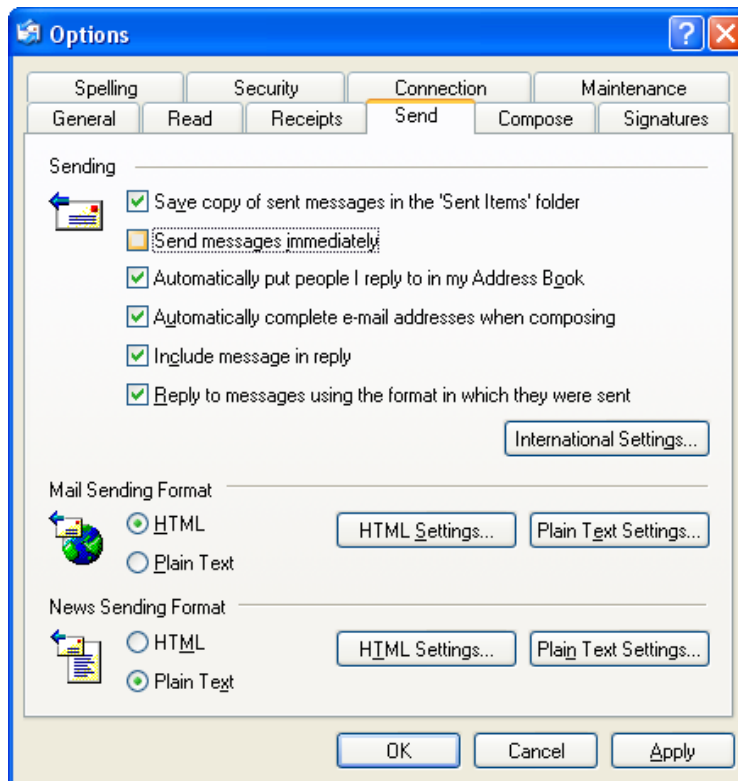 Options
Spelling Security Connection Maintenance
General Read Receipts Send Compose Signatures
Sending
Save copy of sent messages in the 'Sent Items' folder
Send messages immediately
Automatically put people I reply to in my Address Book
Automatically complete e-mail addresses when composing
Include message in reply
Reply to messages using the format in which they were sent
International Settings...
Mail Sending Format
HTML HTML Settings... Plain Text Settings...
Plain Text
News Sending Format
HTML HTML Settings... Plain Text Settings...
Plain Text
OK Cancel Apply